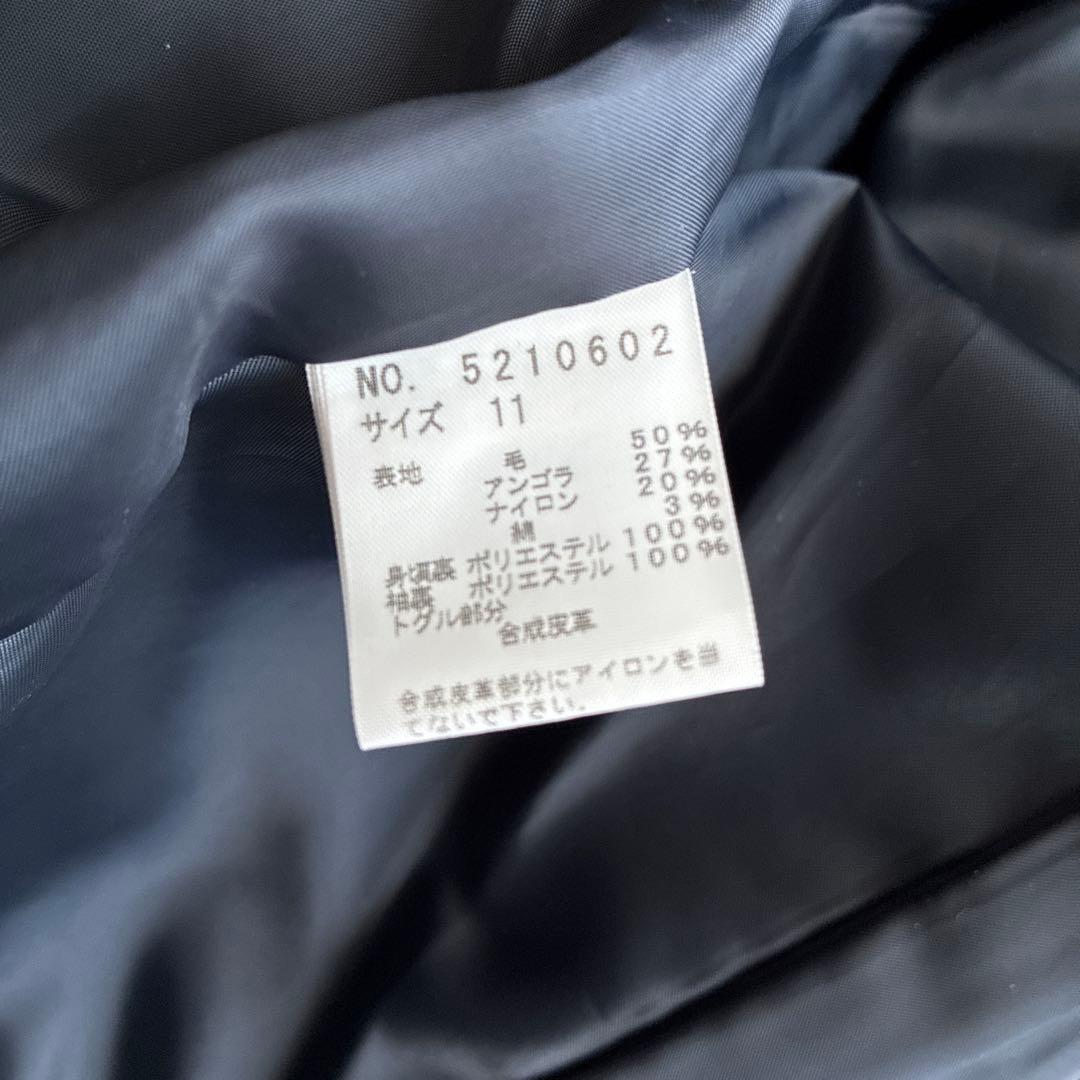 NO. 5210602
サイズ 11
表地 毛 50%
アンゴラ 27%
ナイロン 20%
綿 3%
身頃裏 ポリエステル 100%
袖裏 ポリエステル 100%
トグル部分
合成皮革
合成皮革部分にアイロンを当
てないで下さい.